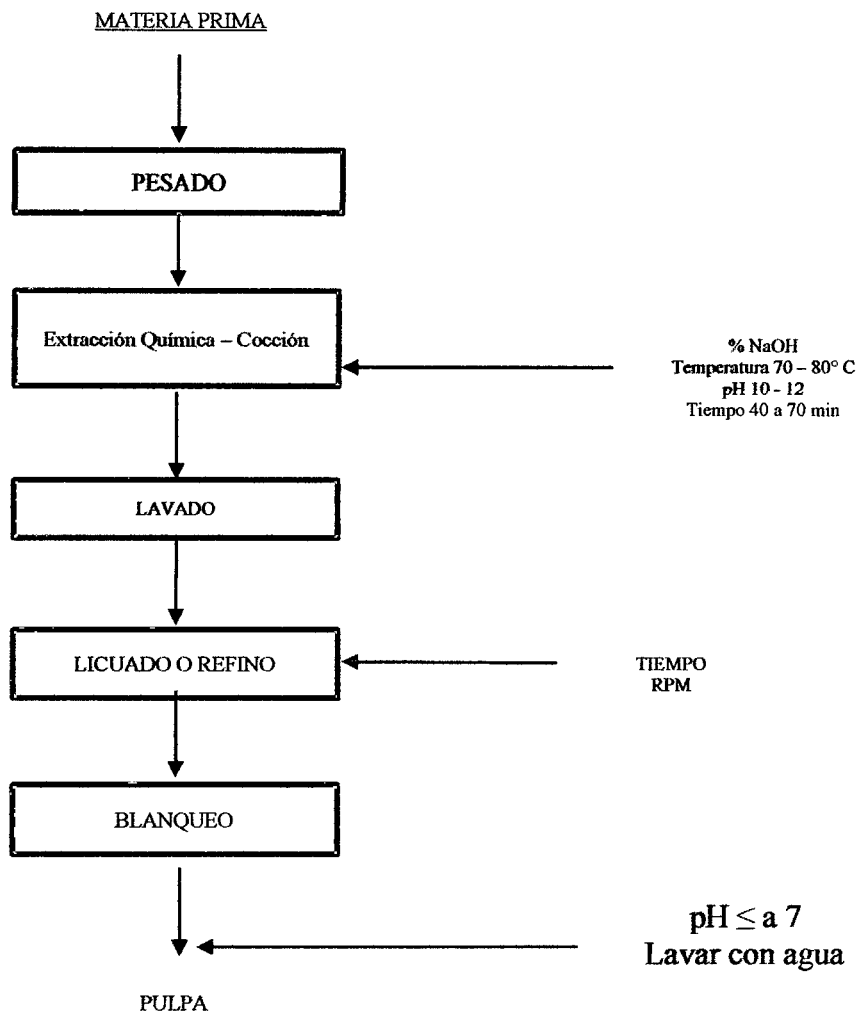 MATERIA PRIMA
PESADO
Extracción Química – Cocción
% NaOH
Temperatura 70 – 80° C
pH 10 - 12
Tiempo 40 a 70 min
LAVADO
LICUADO O REFINO
TIEMPO
RPM
BLANQUEO
pH ≤ a 7
Lavar con agua
PULPA